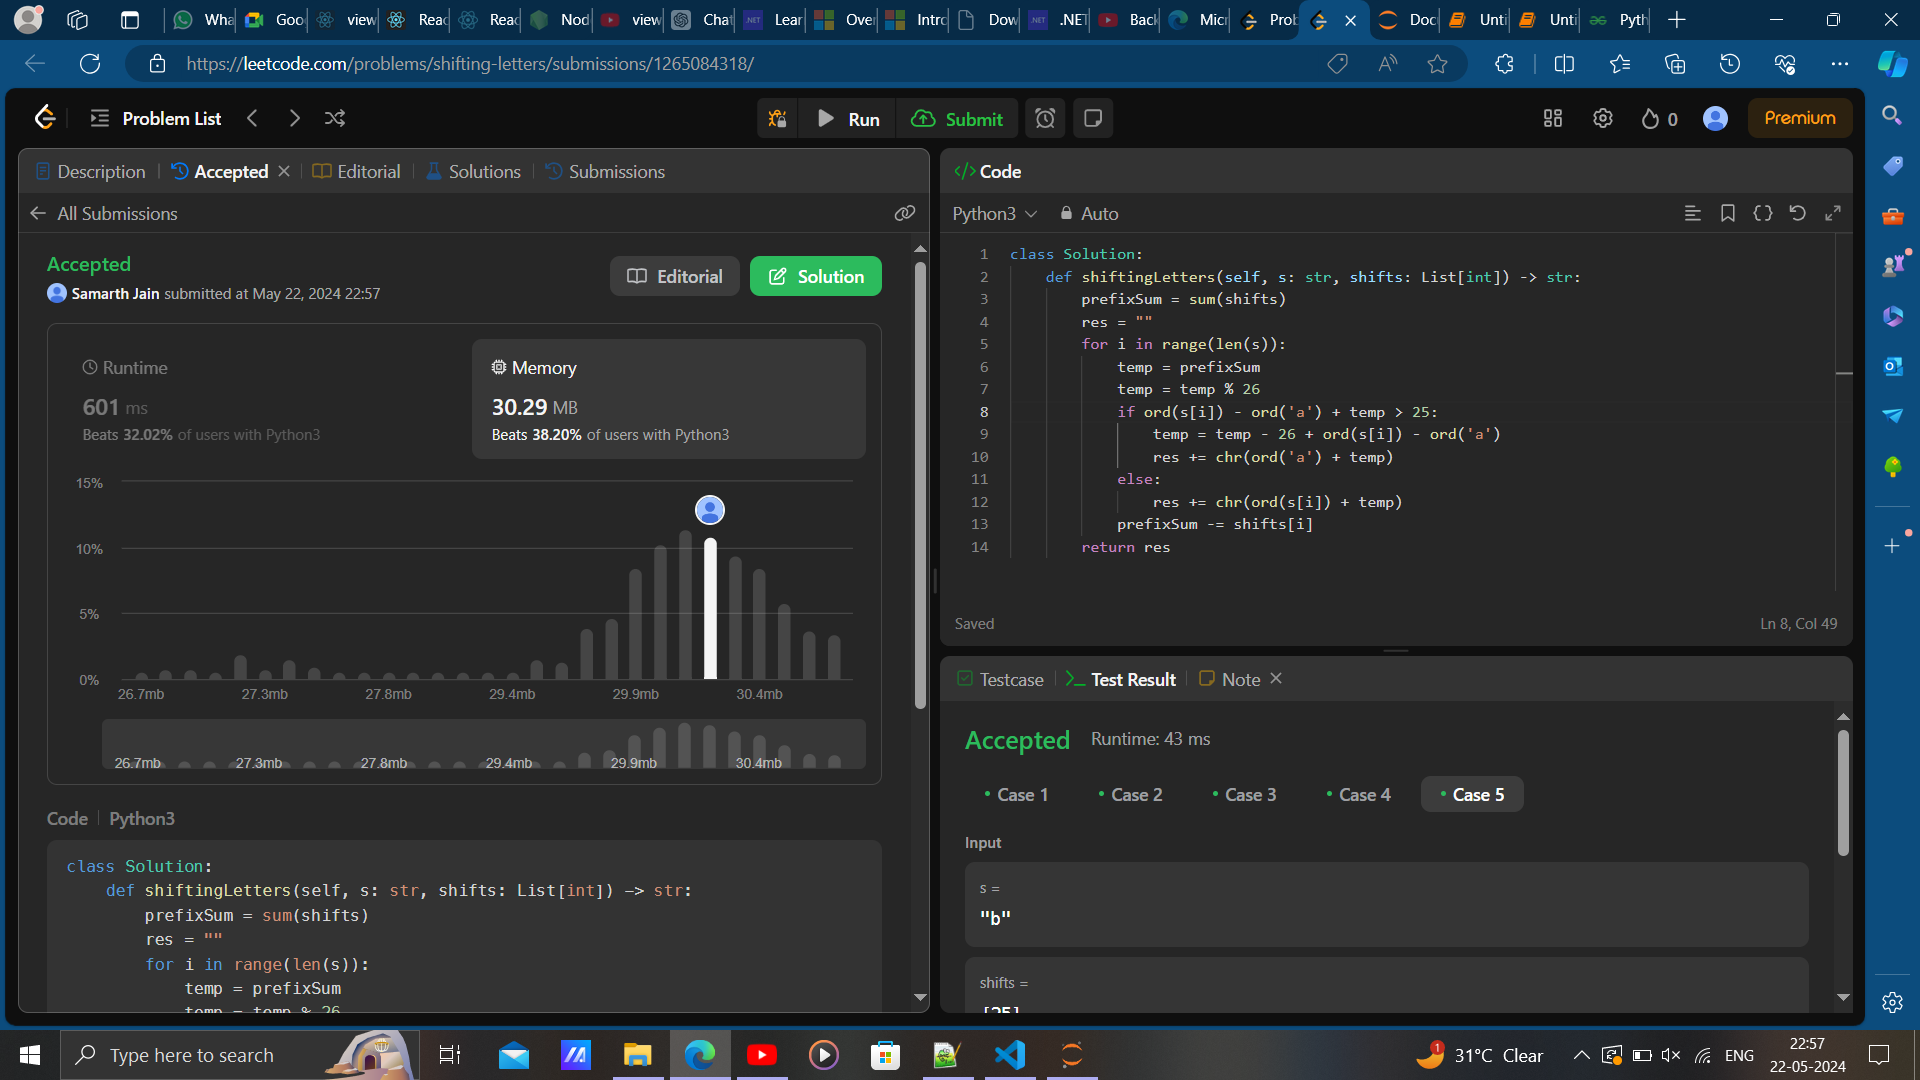 Wha
Goo
view
Reac
Reac
Nod
view
Chat
Lear
Over
Intro
Dow
.NET
Back
Micr
Prob
Docu
Unti
Unti
Pyth
https://leetcode.com/problems/shifting-letters/submissions/1265084318/
Problem List
Run
Submit
0
Premium
Description
Accepted
Editorial
Solutions
Submissions
All Submissions
Accepted
Samarth Jain submitted at May 22, 2024 22:57
Editorial
Solution
Runtime
601 ms
Beats 32.02% of users with Python3
Memory
30.29 MB
Beats 38.20% of users with Python3
15%
10%
5%
0%
26.7mb 27.3mb 27.8mb 29.4mb 29.9mb 30.4mb
26.7mb 27.3mb 27.8mb 29.4mb 29.9mb 30.4mb
Code Python3
class Solution:
def shiftingLetters(self, s: str, shifts: List[int]) -> str:
prefixSum = sum(shifts)
res = ""
for i in range(len(s)):
temp = prefixSum
temp = temp % 26
</> Code
Python3
Auto
1 class Solution:
2 def shiftingLetters(self, s: str, shifts: List[int]) -> str:
3 prefixSum = sum(shifts)
4 res = ""
5 for i in range(len(s)):
6 temp = prefixSum
7 temp = temp % 26
8 if ord(s[i]) - ord('a') + temp > 25:
9 temp = temp - 26 + ord(s[i]) - ord('a')
10 res += chr(ord('a') + temp)
11 else:
12 res += chr(ord(s[i]) + temp)
13 prefixSum -= shifts[i]
14 return res
Saved
Ln 8, Col 49
Testcase
Test Result
Note
Accepted Runtime: 43 ms
Case 1
Case 2
Case 3
Case 4
Case 5
Input
s =
"b"
shifts =
[25]
Type here to search
1
31°C Clear
ENG
22:57
22-05-2024